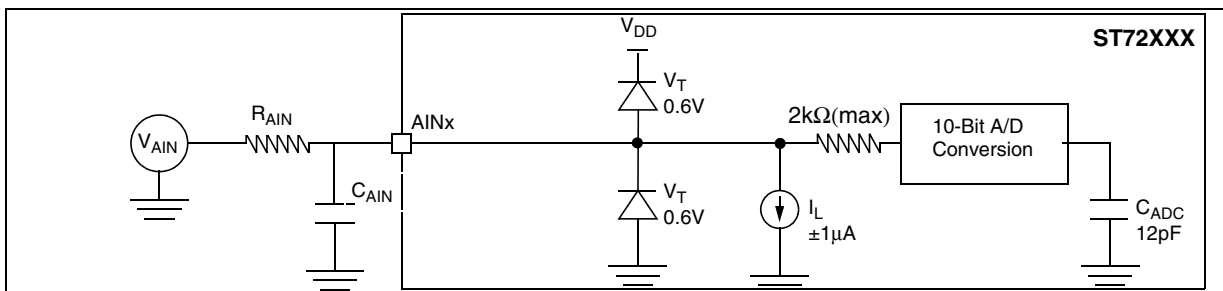 ST72XXX
V_DD
V_T
0.6V
R_AIN
AINx
V_AIN
C_AIN
2kΩ(max)
10-Bit A/D
Conversion
V_T
0.6V
I_L
±1μA
C_ADC
12pF